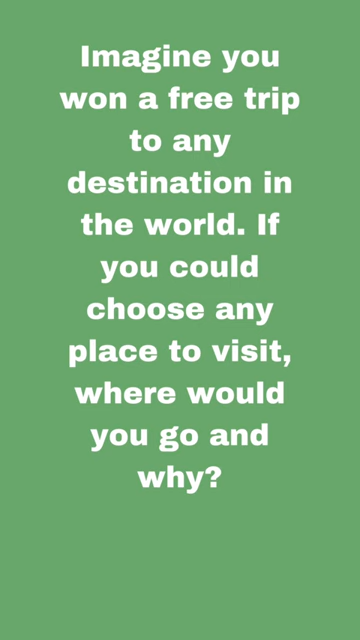 Imagine you
won a free trip
to any
destination in
the world. If
you could
choose any
place to visit,
where would
you go and
why?